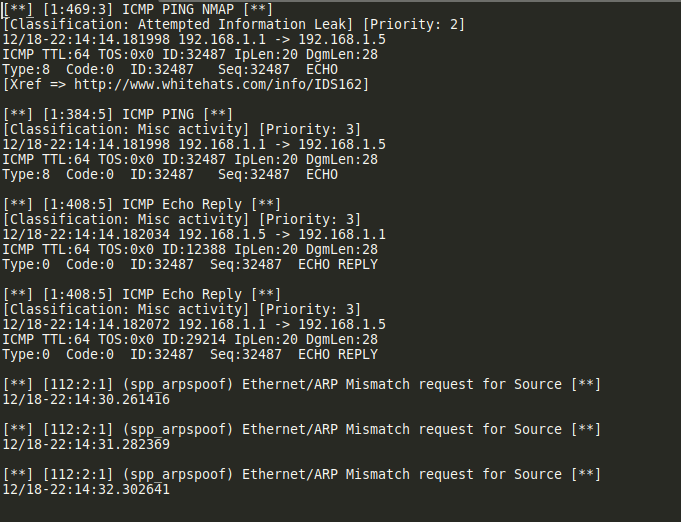 [**] [1:469:3] ICMP PING NMAP [**]
[Classification: Attempted Information Leak] [Priority: 2]
12/18-22:14:14.181998 192.168.1.1 -> 192.168.1.5
ICMP TTL:64 TOS:0x0 ID:32487 IpLen:20 DgmLen:28
Type:8  Code:0  ID:32487   Seq:32487  ECHO
[Xref => http://www.whitehats.com/info/IDS162]

[**] [1:384:5] ICMP PING [**]
[Classification: Misc activity] [Priority: 3]
12/18-22:14:14.181998 192.168.1.1 -> 192.168.1.5
ICMP TTL:64 TOS:0x0 ID:32487 IpLen:20 DgmLen:28
Type:8  Code:0  ID:32487   Seq:32487  ECHO

[**] [1:408:5] ICMP Echo Reply [**]
[Classification: Misc activity] [Priority: 3]
12/18-22:14:14.182034 192.168.1.5 -> 192.168.1.1
ICMP TTL:64 TOS:0x0 ID:12388 IpLen:20 DgmLen:28
Type:0  Code:0  ID:32487  Seq:32487  ECHO REPLY

[**] [1:408:5] ICMP Echo Reply [**]
[Classification: Misc activity] [Priority: 3]
12/18-22:14:14.182072 192.168.1.1 -> 192.168.1.5
ICMP TTL:64 TOS:0x0 ID:29214 IpLen:20 DgmLen:28
Type:0  Code:0  ID:32487  Seq:32487  ECHO REPLY

[**] [112:2:1] (spp_arpspoof) Ethernet/ARP Mismatch request for Source [**]
12/18-22:14:30.261416

[**] [112:2:1] (spp_arpspoof) Ethernet/ARP Mismatch request for Source [**]
12/18-22:14:31.282369

[**] [112:2:1] (spp_arpspoof) Ethernet/ARP Mismatch request for Source [**]
12/18-22:14:32.302641